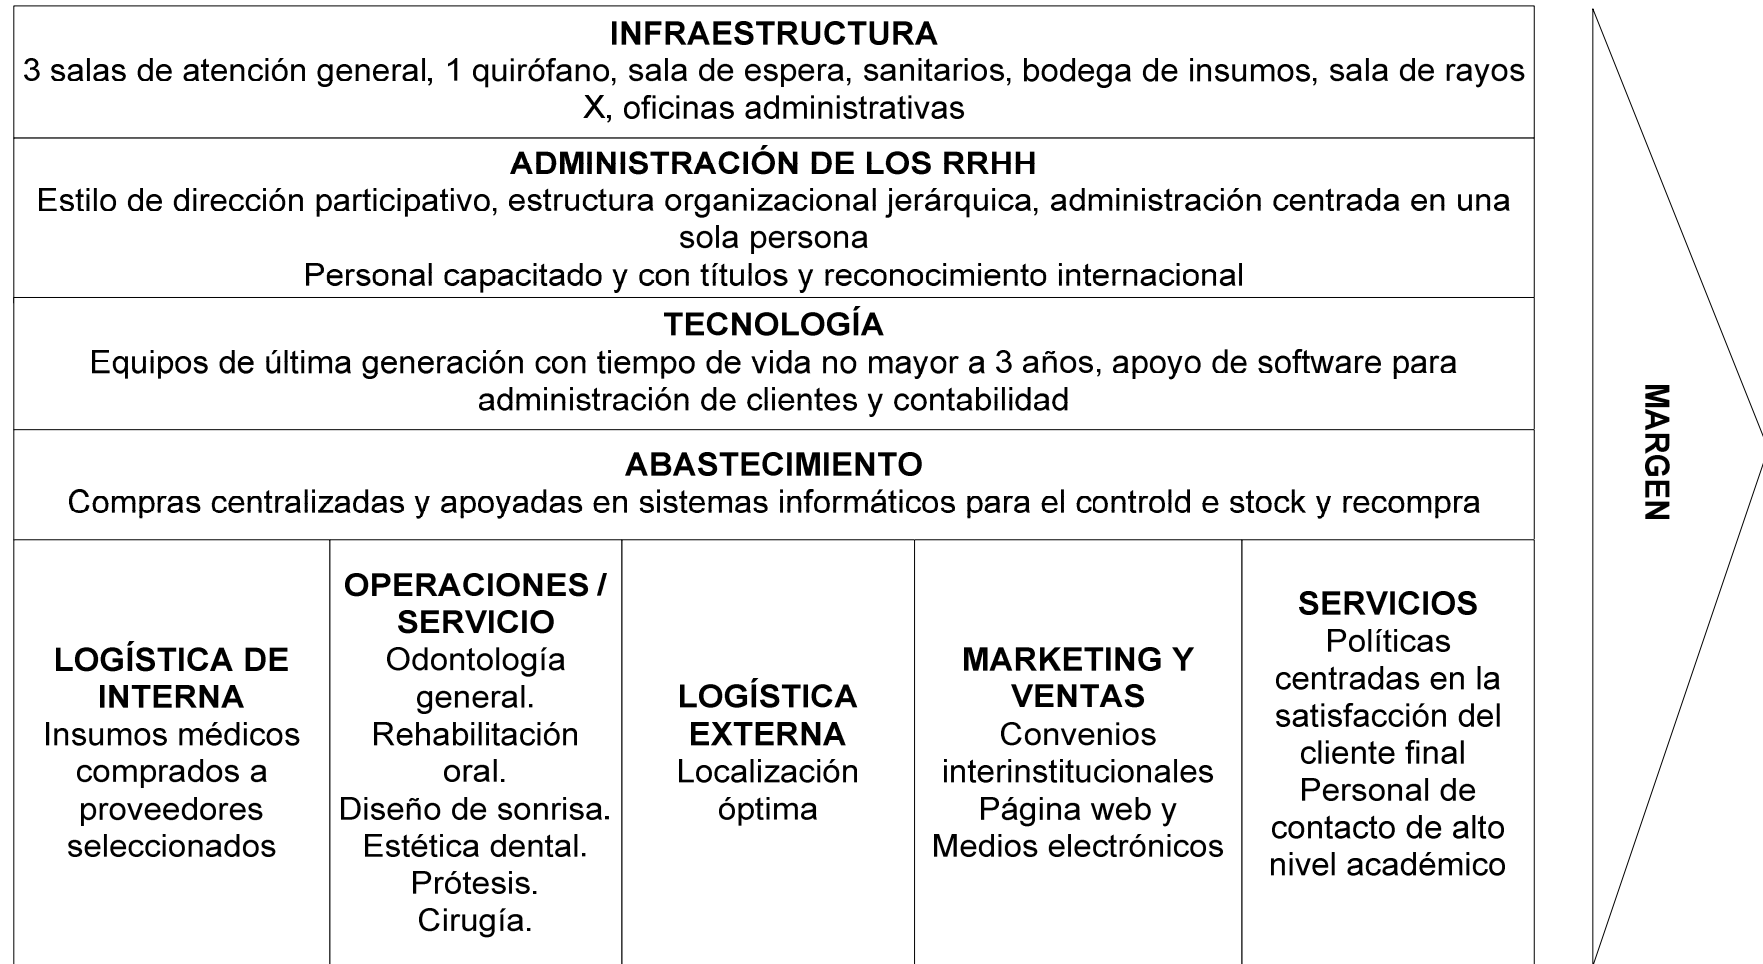 INFRAESTRUCTURA
3 salas de atención general, 1 quirófano, sala de espera, sanitarios, bodega de insumos, sala de rayos
X, oficinas administrativas
ADMINISTRACIÓN DE LOS RRHH
Estilo de dirección participativo, estructura organizacional jerárquica, administración centrada en una
sola persona
Personal capacitado y con títulos y reconocimiento internacional
TECNOLOGÍA
Equipos de última generación con tiempo de vida no mayor a 3 años, apoyo de software para
administración de clientes y contabilidad
ABASTECIMIENTO
Compras centralizadas y apoyadas en sistemas informáticos para el controld e stock y recompra
LOGÍSTICA DE
INTERNA
Insumos médicos
comprados a
proveedores
seleccionados
OPERACIONES /
SERVICIO
Odontología
general.
Rehabilitación
oral.
Diseño de sonrisa.
Estética dental.
Prótesis.
Cirugía.
LOGÍSTICA
EXTERNA
Localización
óptima
MARKETING Y
VENTAS
Convenios
interinstitucionales
Página web y
Medios electrónicos
SERVICIOS
Políticas
centradas en la
satisfacción del
cliente final
Personal de
contacto de alto
nivel académico
MARGEN